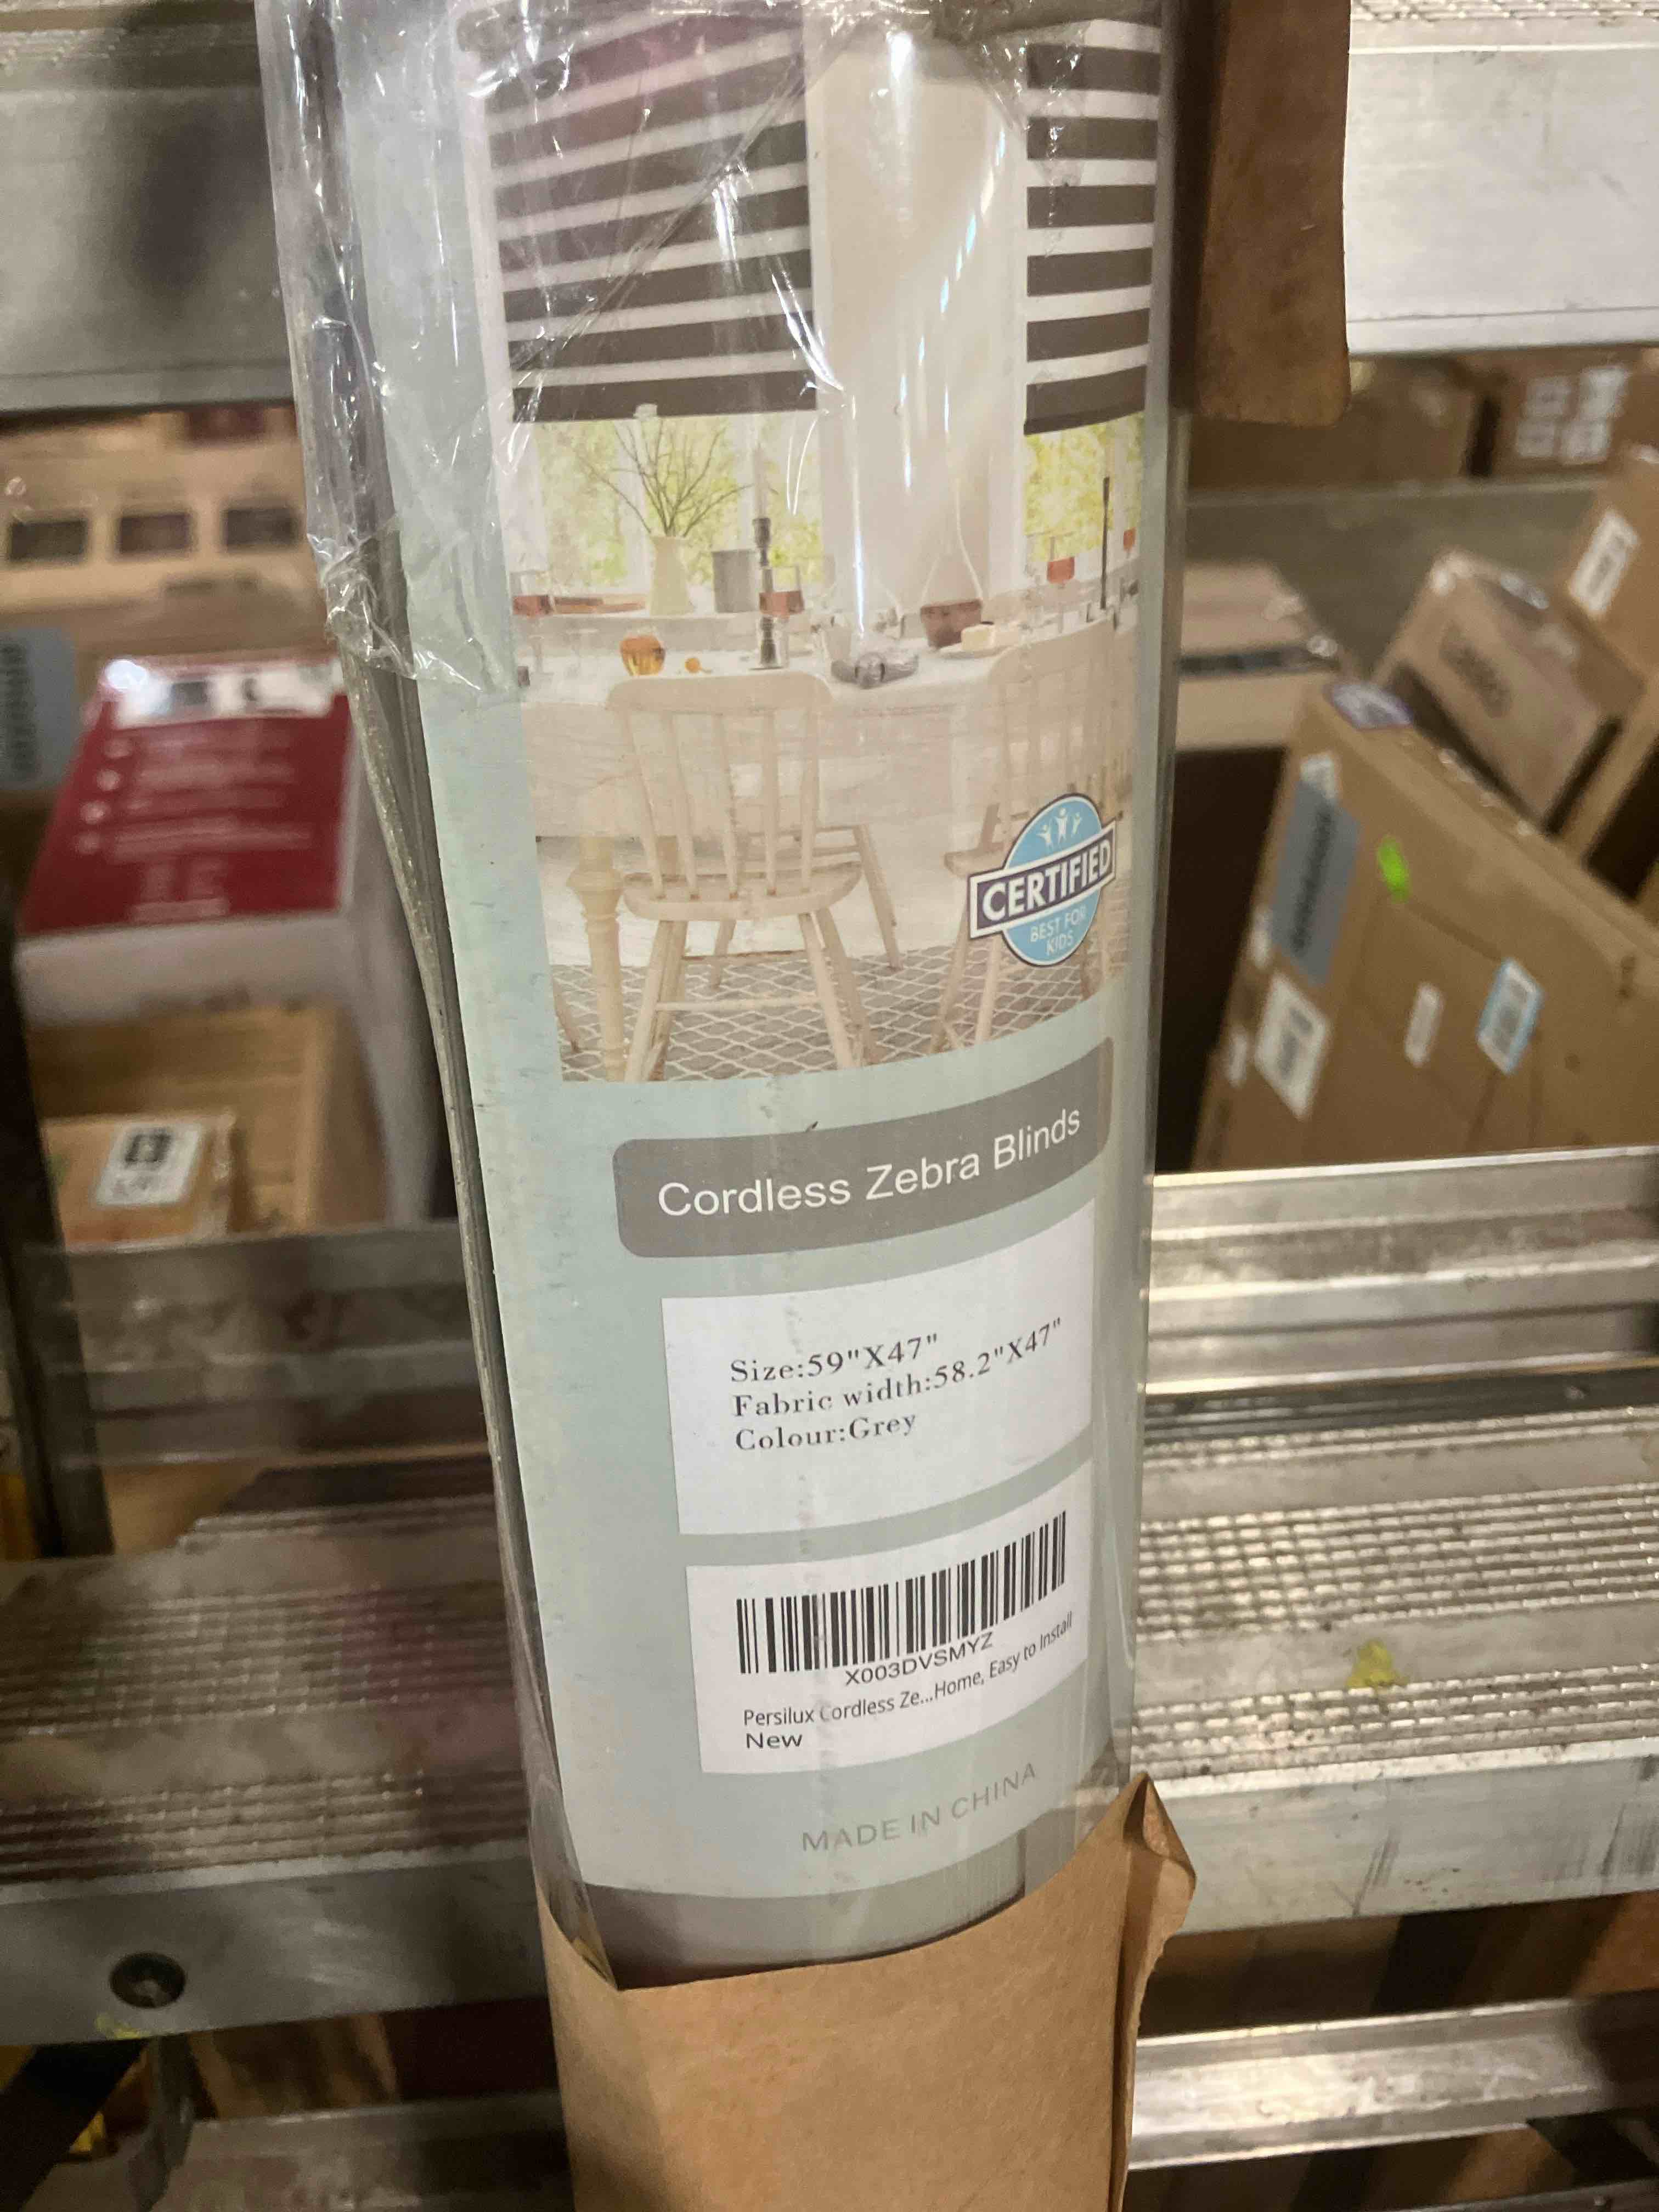 CERTIFIED
BEST FOR
KIDS
Cordless Zebra Blinds
Size:59"X47"
Fabric width:58.2"X47"
Colour:Grey
X003DVSMYZ
Persilux Cordless Ze...Home, Easy to Install
New
MADE IN CHINA